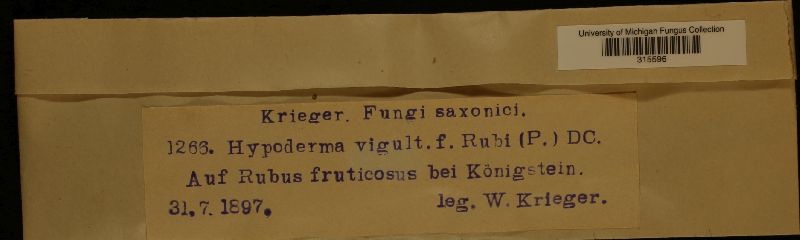 University of Michigan Fungus Collection
315596
Krieger. Fungi saxonici.
1266. Hypoderma vigult. f. Rubi (P.) DC.
Auf Rubus fruticosus bei Königstein.
31. 7. 1897. leg. W. Krieger.